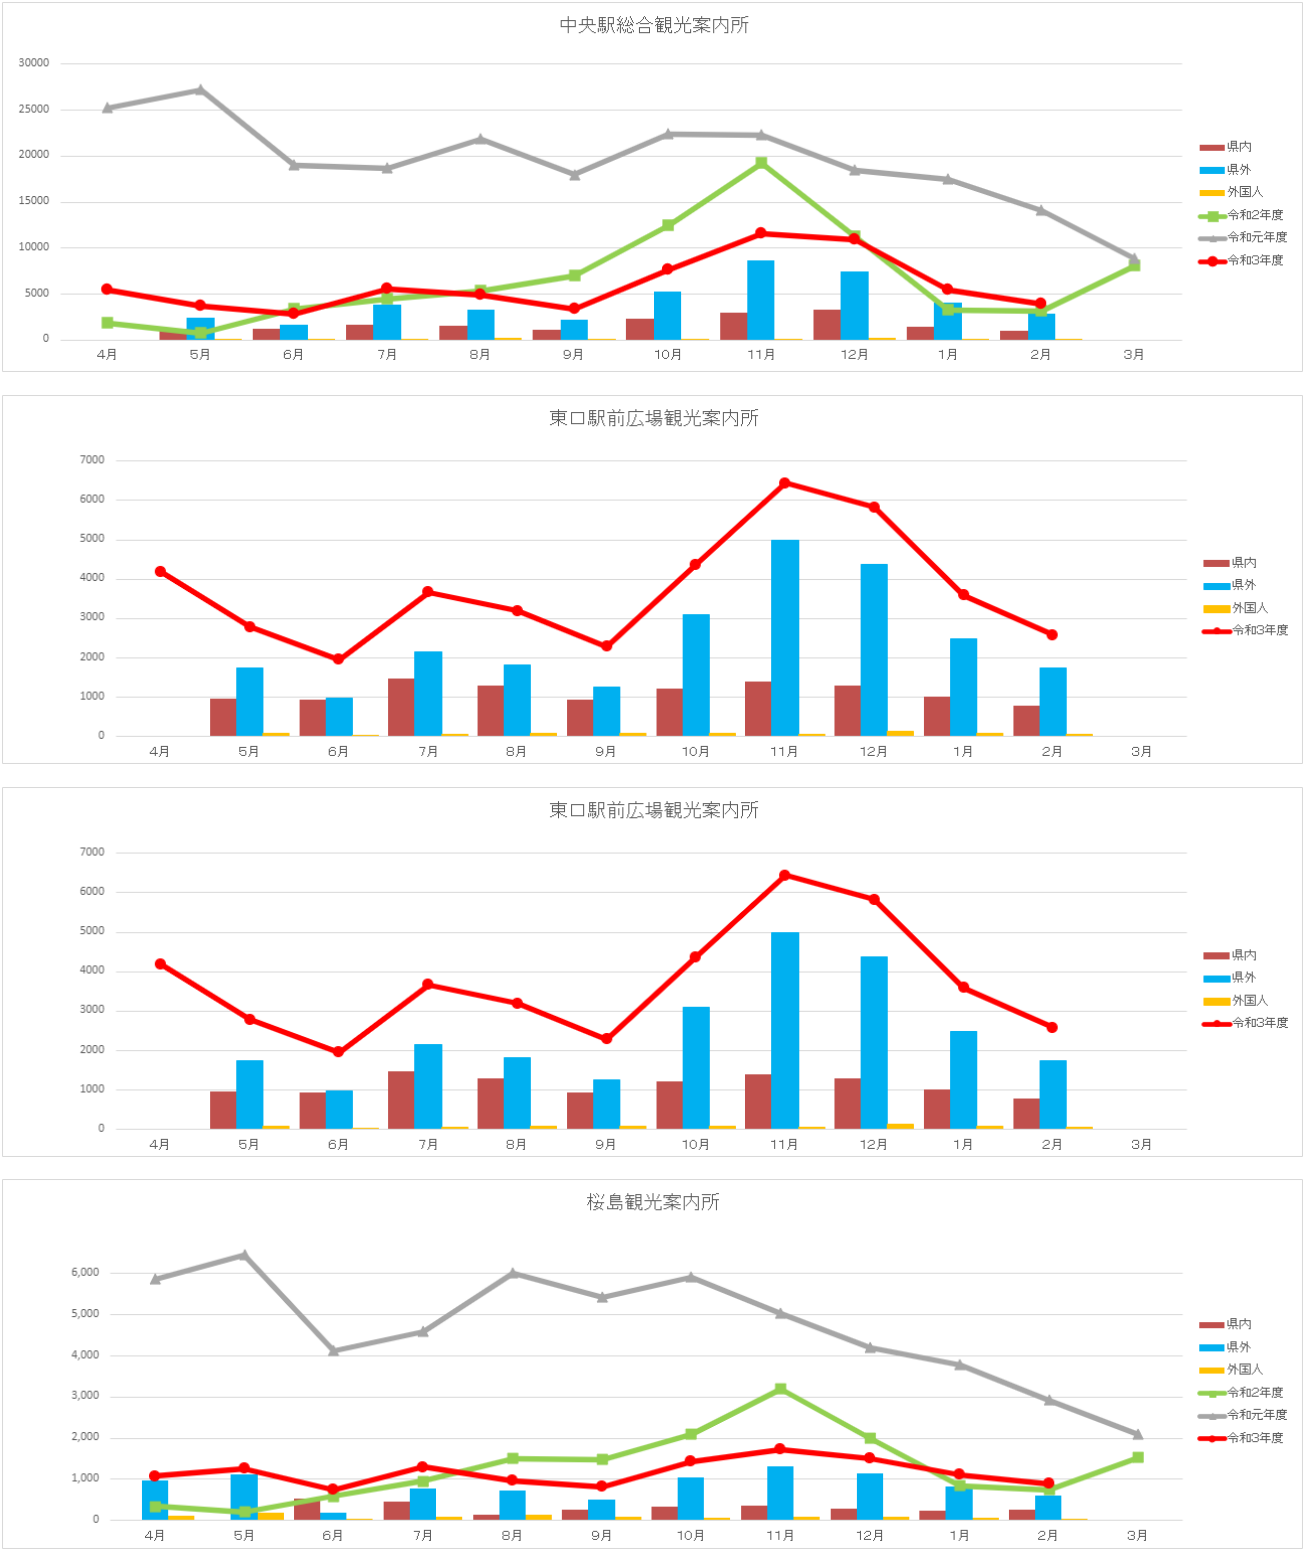 中央駅総合観光案内所
30000
25000
20000
15000
10000
5000
0
4月 5月 6月 7月 8月 9月 10月 11月 12月 1月 2月 3月
県内
県外
外国人
令和2年度
令和元年度
令和3年度
東口駅前広場観光案内所
7000
6000
5000
4000
3000
2000
1000
0
4月 5月 6月 7月 8月 9月 10月 11月 12月 1月 2月 3月
県内
県外
外国人
令和3年度
東口駅前広場観光案内所
7000
6000
5000
4000
3000
2000
1000
0
4月 5月 6月 7月 8月 9月 10月 11月 12月 1月 2月 3月
県内
県外
外国人
令和3年度
桜島観光案内所
6,000
5,000
4,000
3,000
2,000
1,000
0
4月 5月 6月 7月 8月 9月 10月 11月 12月 1月 2月 3月
県内
県外
外国人
令和2年度
令和元年度
令和3年度